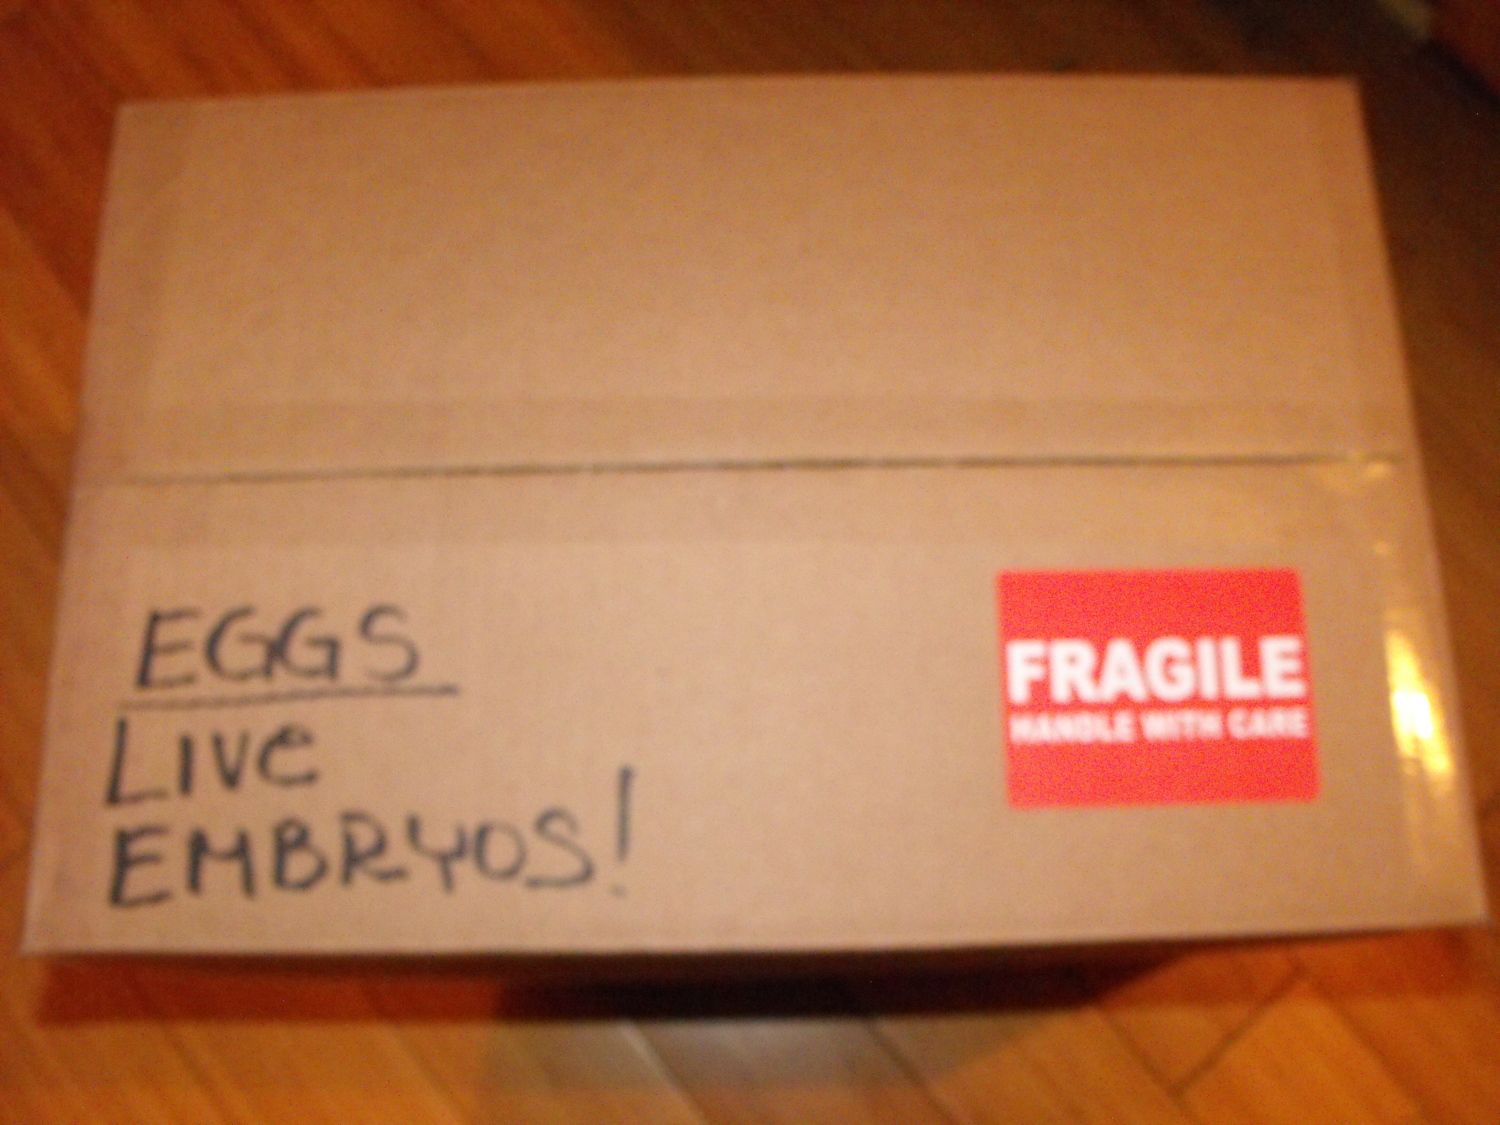 EGGS
LIVe
EMBRYOS!
FRAGILE
HANDLE WITH CARE